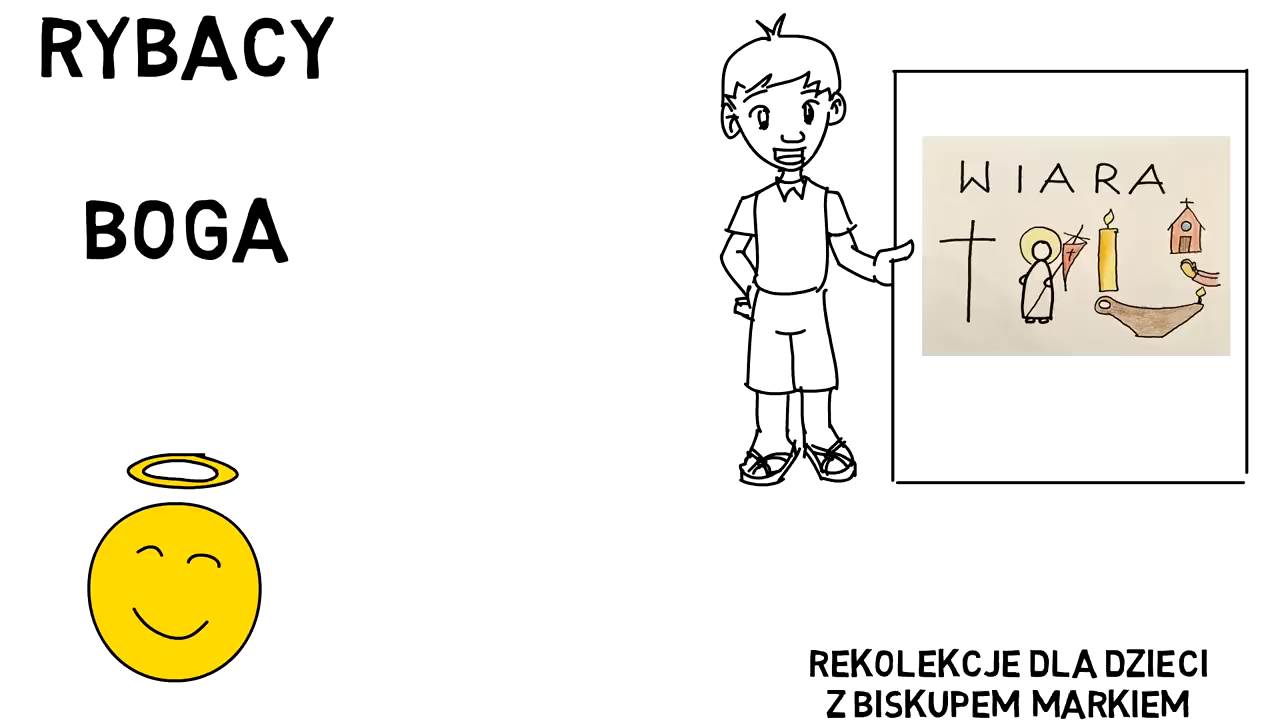 RYBACY
BOGA
WIARA
REKOLEKCJE DLA DZIECI
Z BISKUPEM MARKIEM